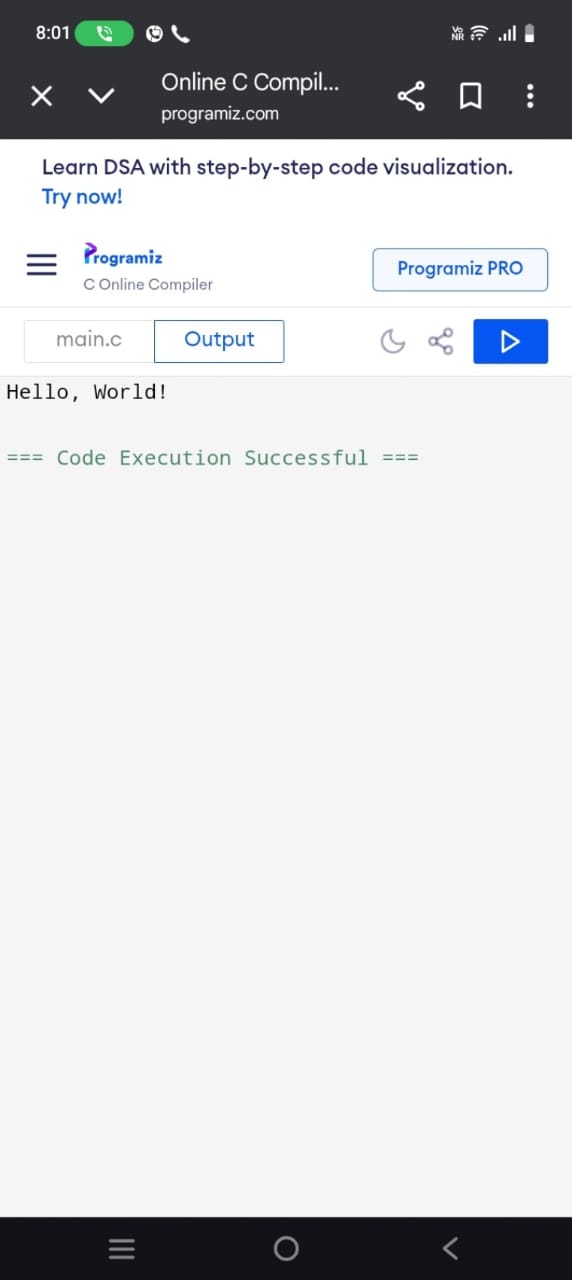 8:01
Vo
NR
Online C Compil...
programiz.com
Learn DSA with step-by-step code visualization.
Try now!
Programiz
C Online Compiler
Programiz PRO
main.c
Output
Hello, World!
=== Code Execution Successful ===